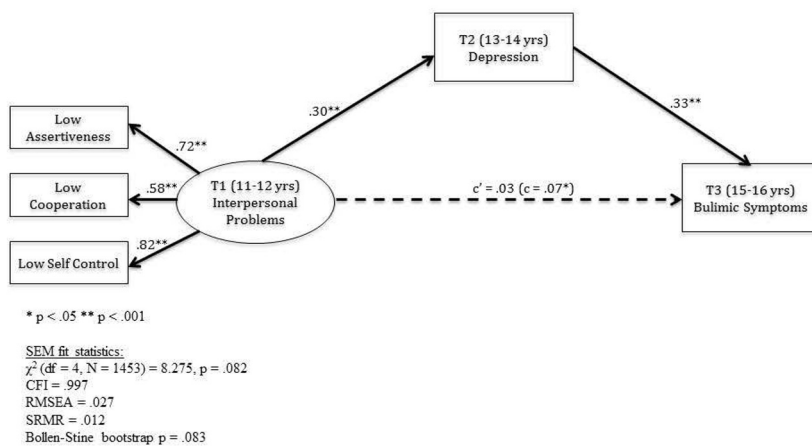 T2 (13-14 yrs)
Depression
.30**
.33**
Low
Assertiveness
.72**
Low
Cooperation
.58**
T1 (11-12 yrs)
Interpersonal
Problems
c' = .03 (c = .07*)
T3 (15-16 yrs)
Bulimic Symptoms
Low Self Control
.82**
* p < .05 ** p < .001
SEM fit statistics:
χ² (df = 4, N = 1453) = 8.275, p = .082
CFI = .997
RMSEA = .027
SRMR = .012
Bollen-Stine bootstrap p = .083